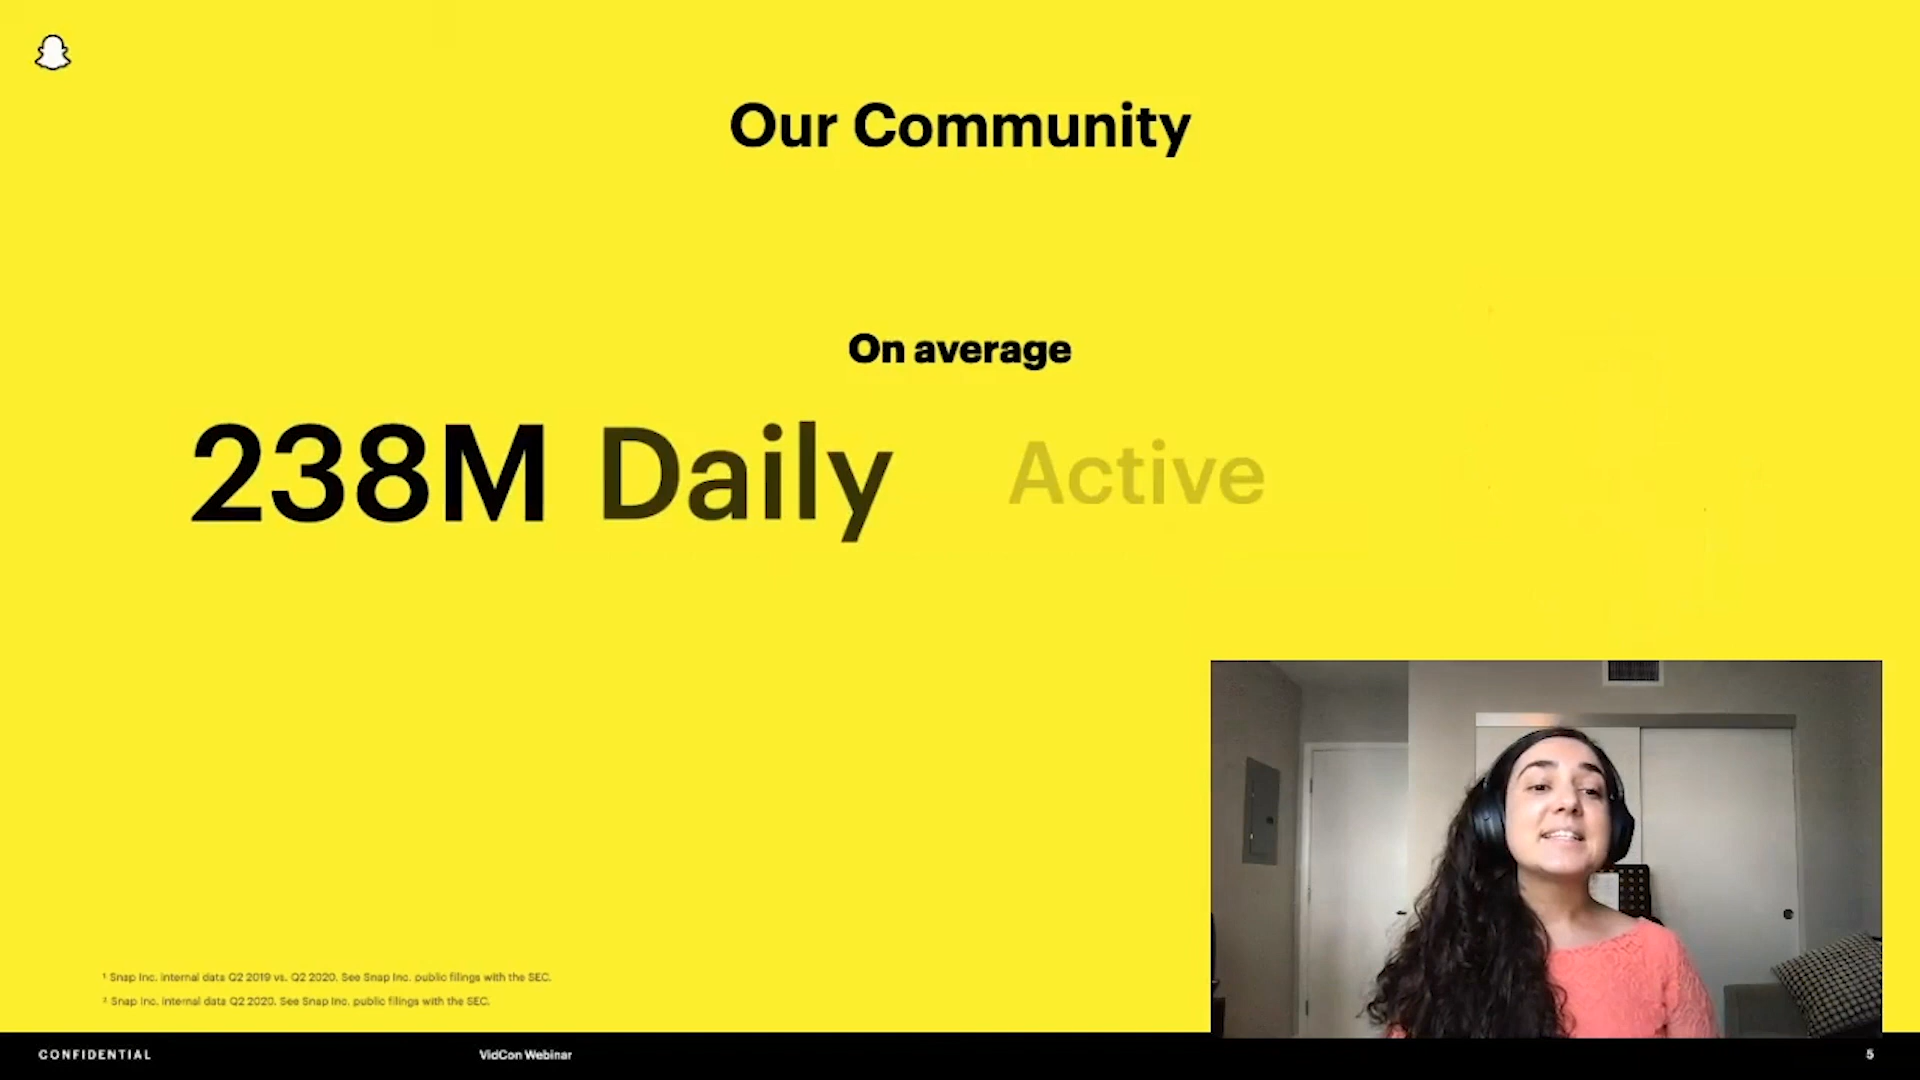 Our Community
On average
238M Daily Active
¹ Snap Inc. internal data Q2 2019 vs. Q2 2020. See Snap Inc. public filings with the SEC.
² Snap Inc. internal data Q2 2020. See Snap Inc. public filings with the SEC.
CONFIDENTIAL
VidCon Webinar
5